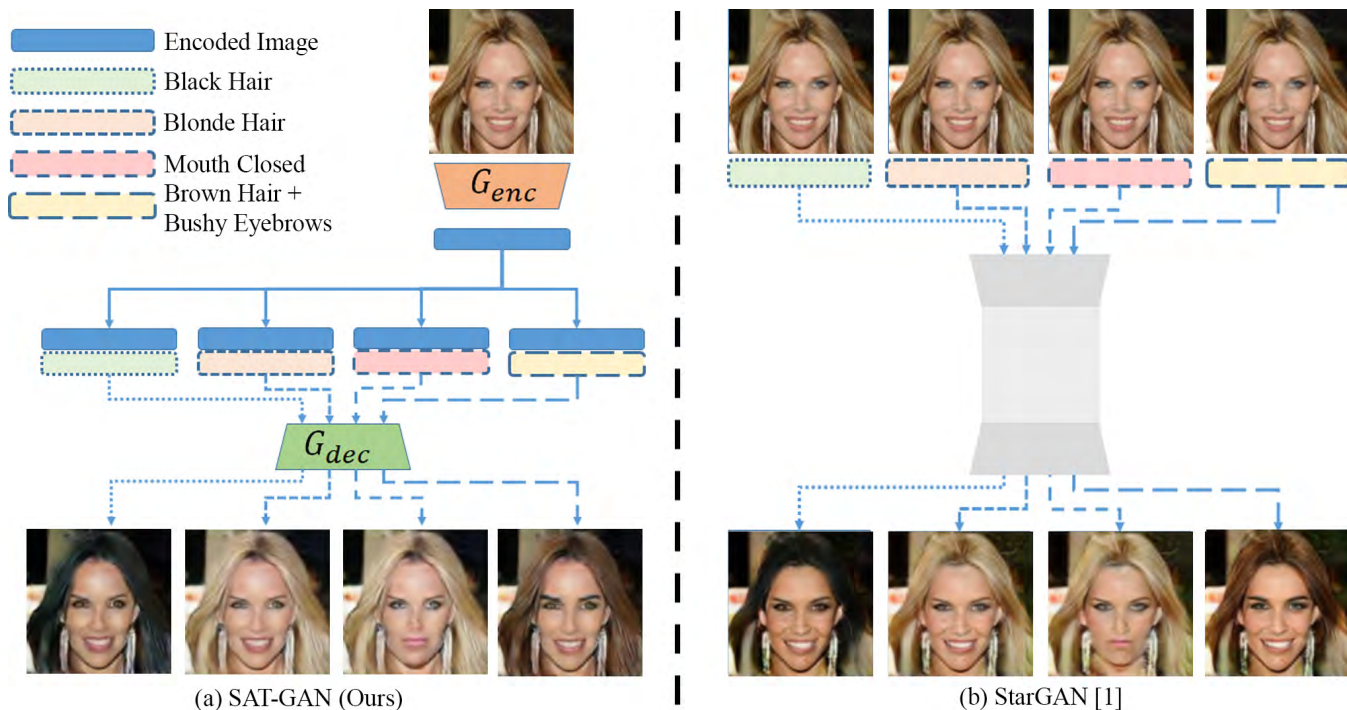 Encoded Image
Black Hair
Blonde Hair
Mouth Closed
Brown Hair +
Bushy Eyebrows
G_enc
G_dec
(a) SAT-GAN (Ours)
(b) StarGAN [1]